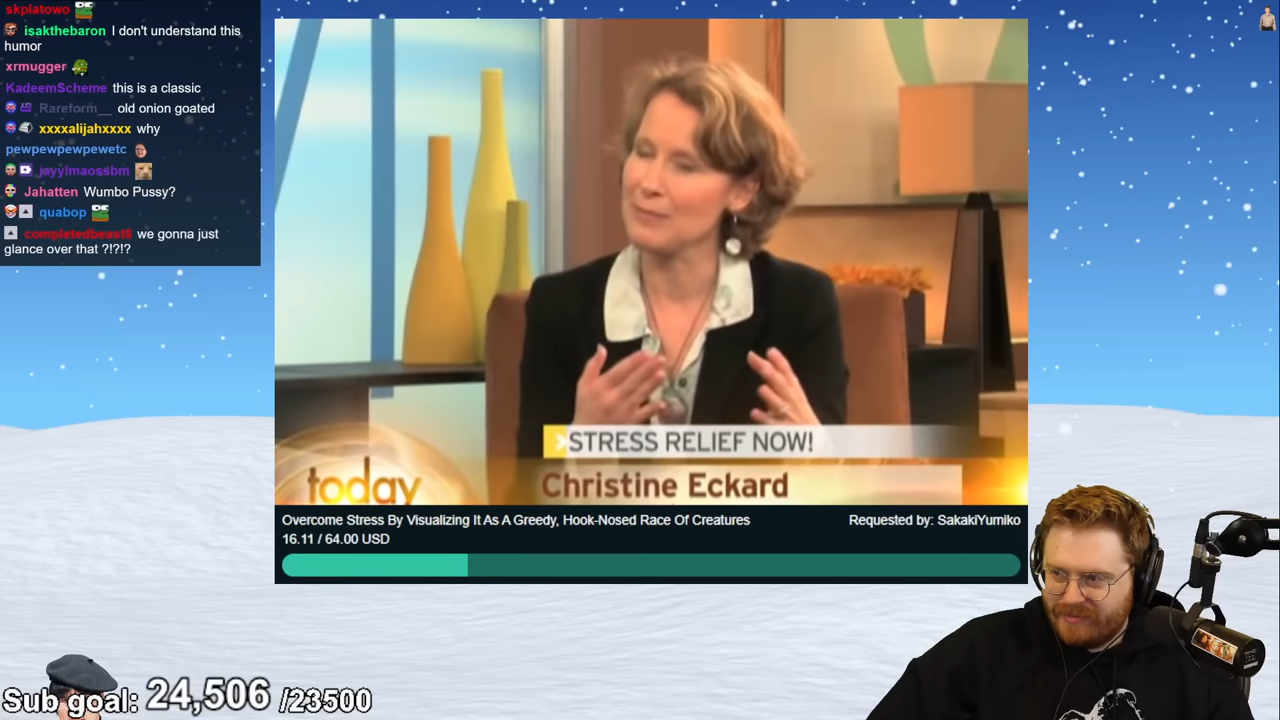 skplatowo
isakthebaron I don't understand this
humor
xrmugger
KadeemScheme this is a classic
Rareform__ old onion goated
xxxxalijahxxxx why
pewpewpewpewetc
jayylmaossbm
Jahatten Wumbo Pussy?
quabop
completedbeast8 we gonna just
glance over that ?!?!?
STRESS RELIEF NOW!
today
Christine Eckard
Overcome Stress By Visualizing It As A Greedy, Hook-Nosed Race Of Creatures
Requested by: SakakiYumiko
16.11 / 64.00 USD
Sub goal: 24,506 /23500